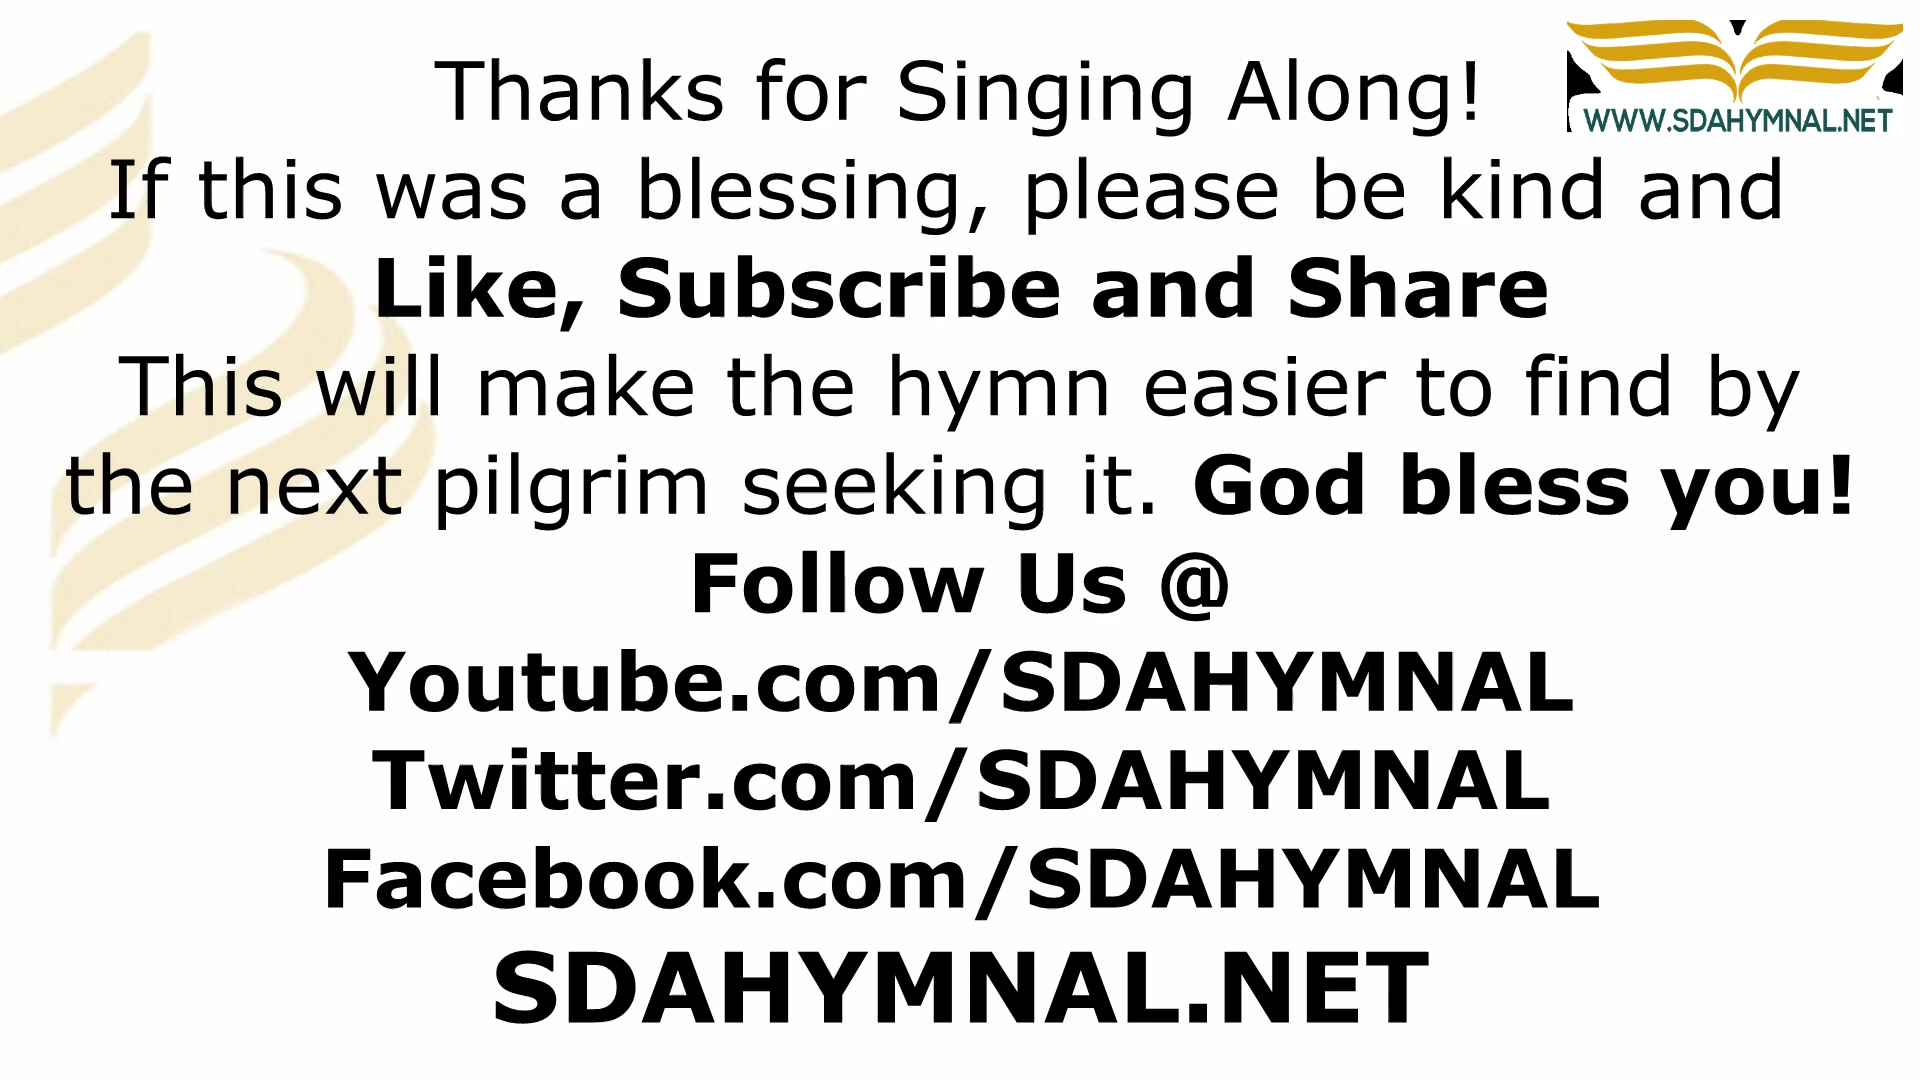 Thanks for Singing Along!
WWW.SDAHYMNAL.NET
If this was a blessing, please be kind and
Like, Subscribe and Share
This will make the hymn easier to find by
the next pilgrim seeking it. God bless you!
Follow Us @
Youtube.com/SDAHYMNAL
Twitter.com/SDAHYMNAL
Facebook.com/SDAHYMNAL
SDAHYMNAL.NET